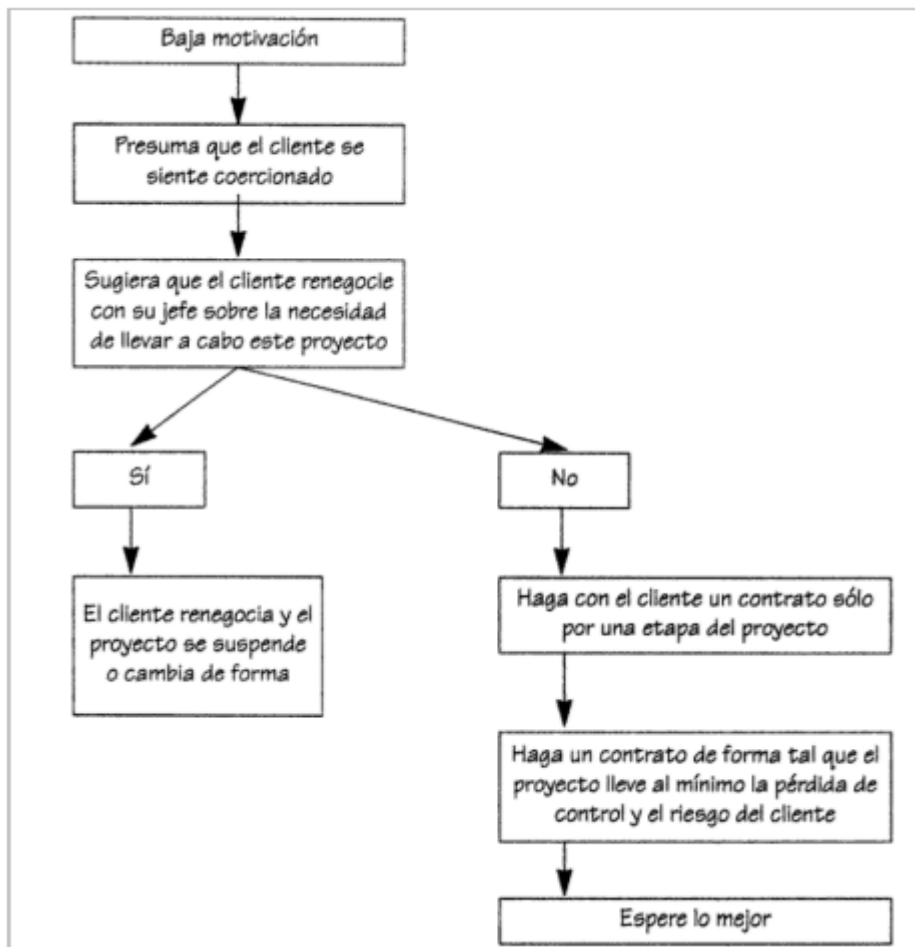 Baja motivación
Presuma que el cliente se
siente coercionado
Sugiera que el cliente renegocie
con su jefe sobre la necesidad
de llevar a cabo este proyecto
Sí
No
El cliente renegocia y el
proyecto se suspende
o cambia de forma
Haga con el cliente un contrato sólo
por una etapa del proyecto
Haga un contrato de forma tal que el
proyecto lleve al mínimo la pérdida de
control y el riesgo del cliente
Espere lo mejor